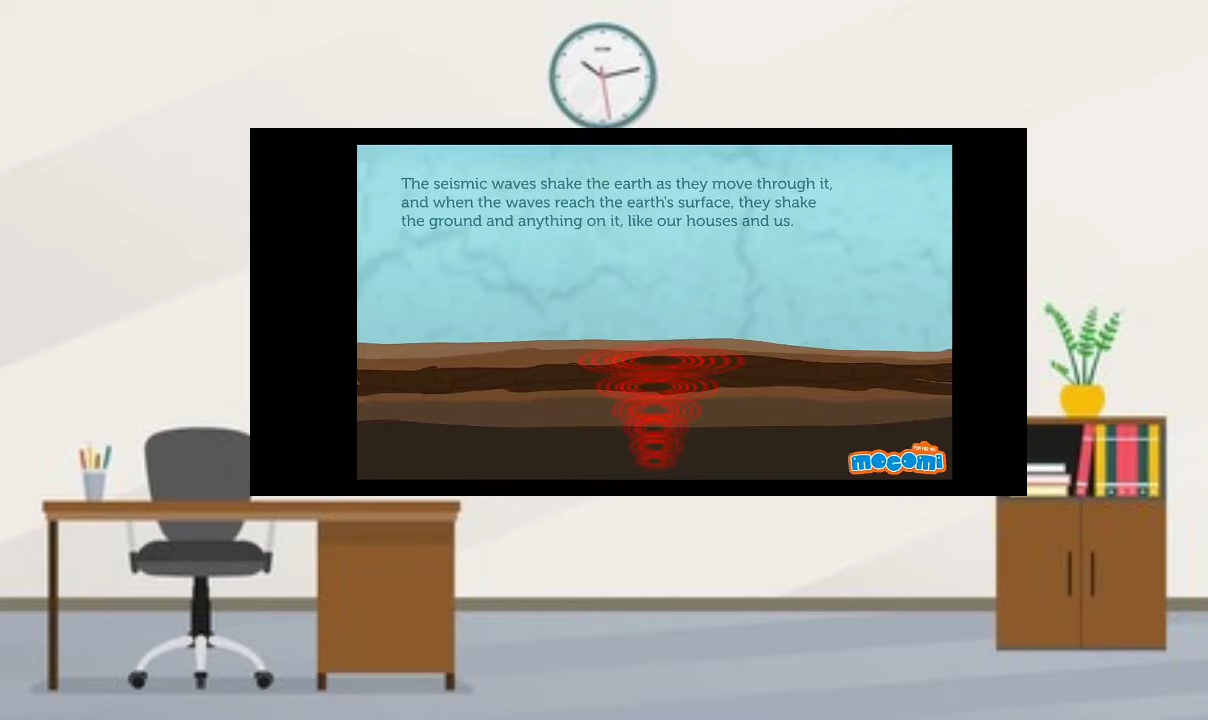 The seismic waves shake the earth as they move through it,
and when the waves reach the earth's surface, they shake
the ground and anything on it, like our houses and us.
mocomi